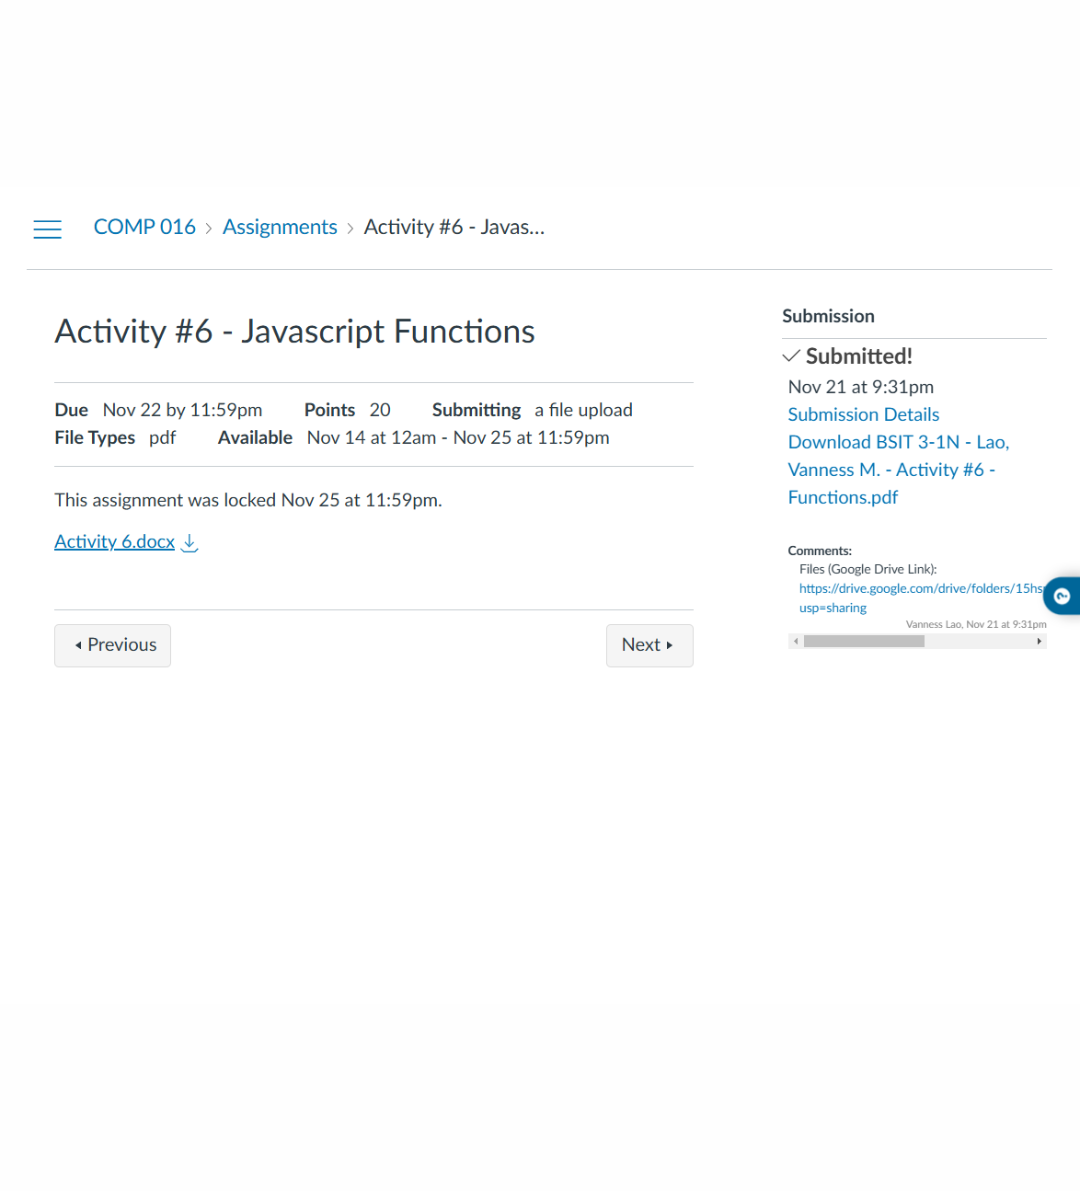 COMP 016 › Assignments › Activity #6 - Javas...
Activity #6 - Javascript Functions
Due Nov 22 by 11:59pm Points 20 Submitting a file upload
File Types pdf Available Nov 14 at 12am - Nov 25 at 11:59pm
This assignment was locked Nov 25 at 11:59pm.
Activity 6.docx
Previous
Next
Submission
Submitted!
Nov 21 at 9:31pm
Submission Details
Download BSIT 3-1N - Lao,
Vanness M. - Activity #6 -
Functions.pdf
Comments:
Files (Google Drive Link):
https://drive.google.com/drive/folders/15hs
usp=sharing
Vanness Lao, Nov 21 at 9:31pm